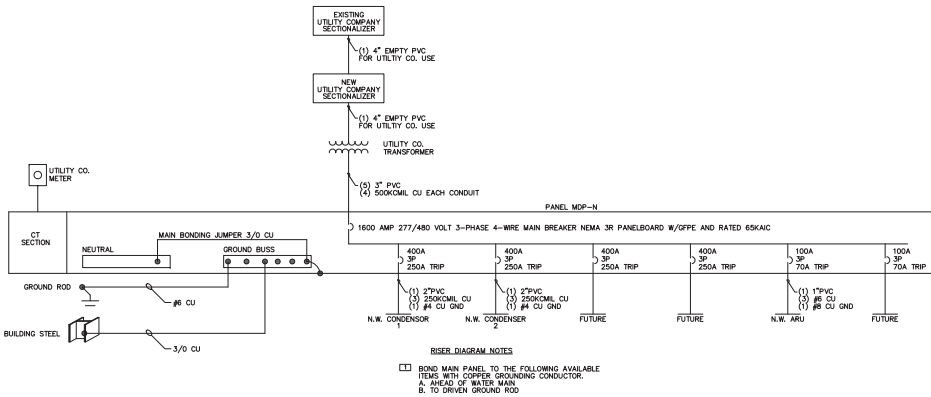 EXISTING
UTILITY COMPANY
SECTIONALIZER
(1) 4" EMPTY PVC
FOR UTILTIY CO. USE
NEW
UTILITY COMPANY
SECTIONALIZER
(1) 4" EMPTY PVC
FOR UTILTIY CO. USE
UTILITY CO.
TRANSFORMER
UTILITY CO.
METER
(5) 3" PVC
(4) 500KCMIL CU EACH CONDUIT
PANEL MDP-N
CT
SECTION
1600 AMP 277/480 VOLT 3-PHASE 4-WIRE MAIN BREAKER NEMA 3R PANELBOARD W/GFPE AND RATED 65KAIC
MAIN BONDING JUMPER 3/0 CU
NEUTRAL
GROUND BUSS
400A
3P
250A TRIP
400A
3P
250A TRIP
400A
3P
250A TRIP
400A
3P
250A TRIP
100A
3P
70A TRIP
100A
3P
70A TRIP
GROUND ROD
#6 CU
(1) 2"PVC
(3) 250KCMIL CU
(1) #4 CU GND
(1) 2"PVC
(3) 250KCMIL CU
(1) #4 CU GND
(1) 1"PVC
(3) #6 CU
(1) #8 CU GND
N.W. CONDENSOR
1
N.W. CONDENSER
2
FUTURE
FUTURE
N.W. ARU
FUTURE
BUILDING STEEL
3/0 CU
RISER DIAGRAM NOTES
1 BOND MAIN PANEL TO THE FOLLOWING AVAILABLE
ITEMS WITH COPPER GROUNDING CONDUCTOR.
A. AHEAD OF WATER MAIN
B. TO DRIVEN GROUND ROD